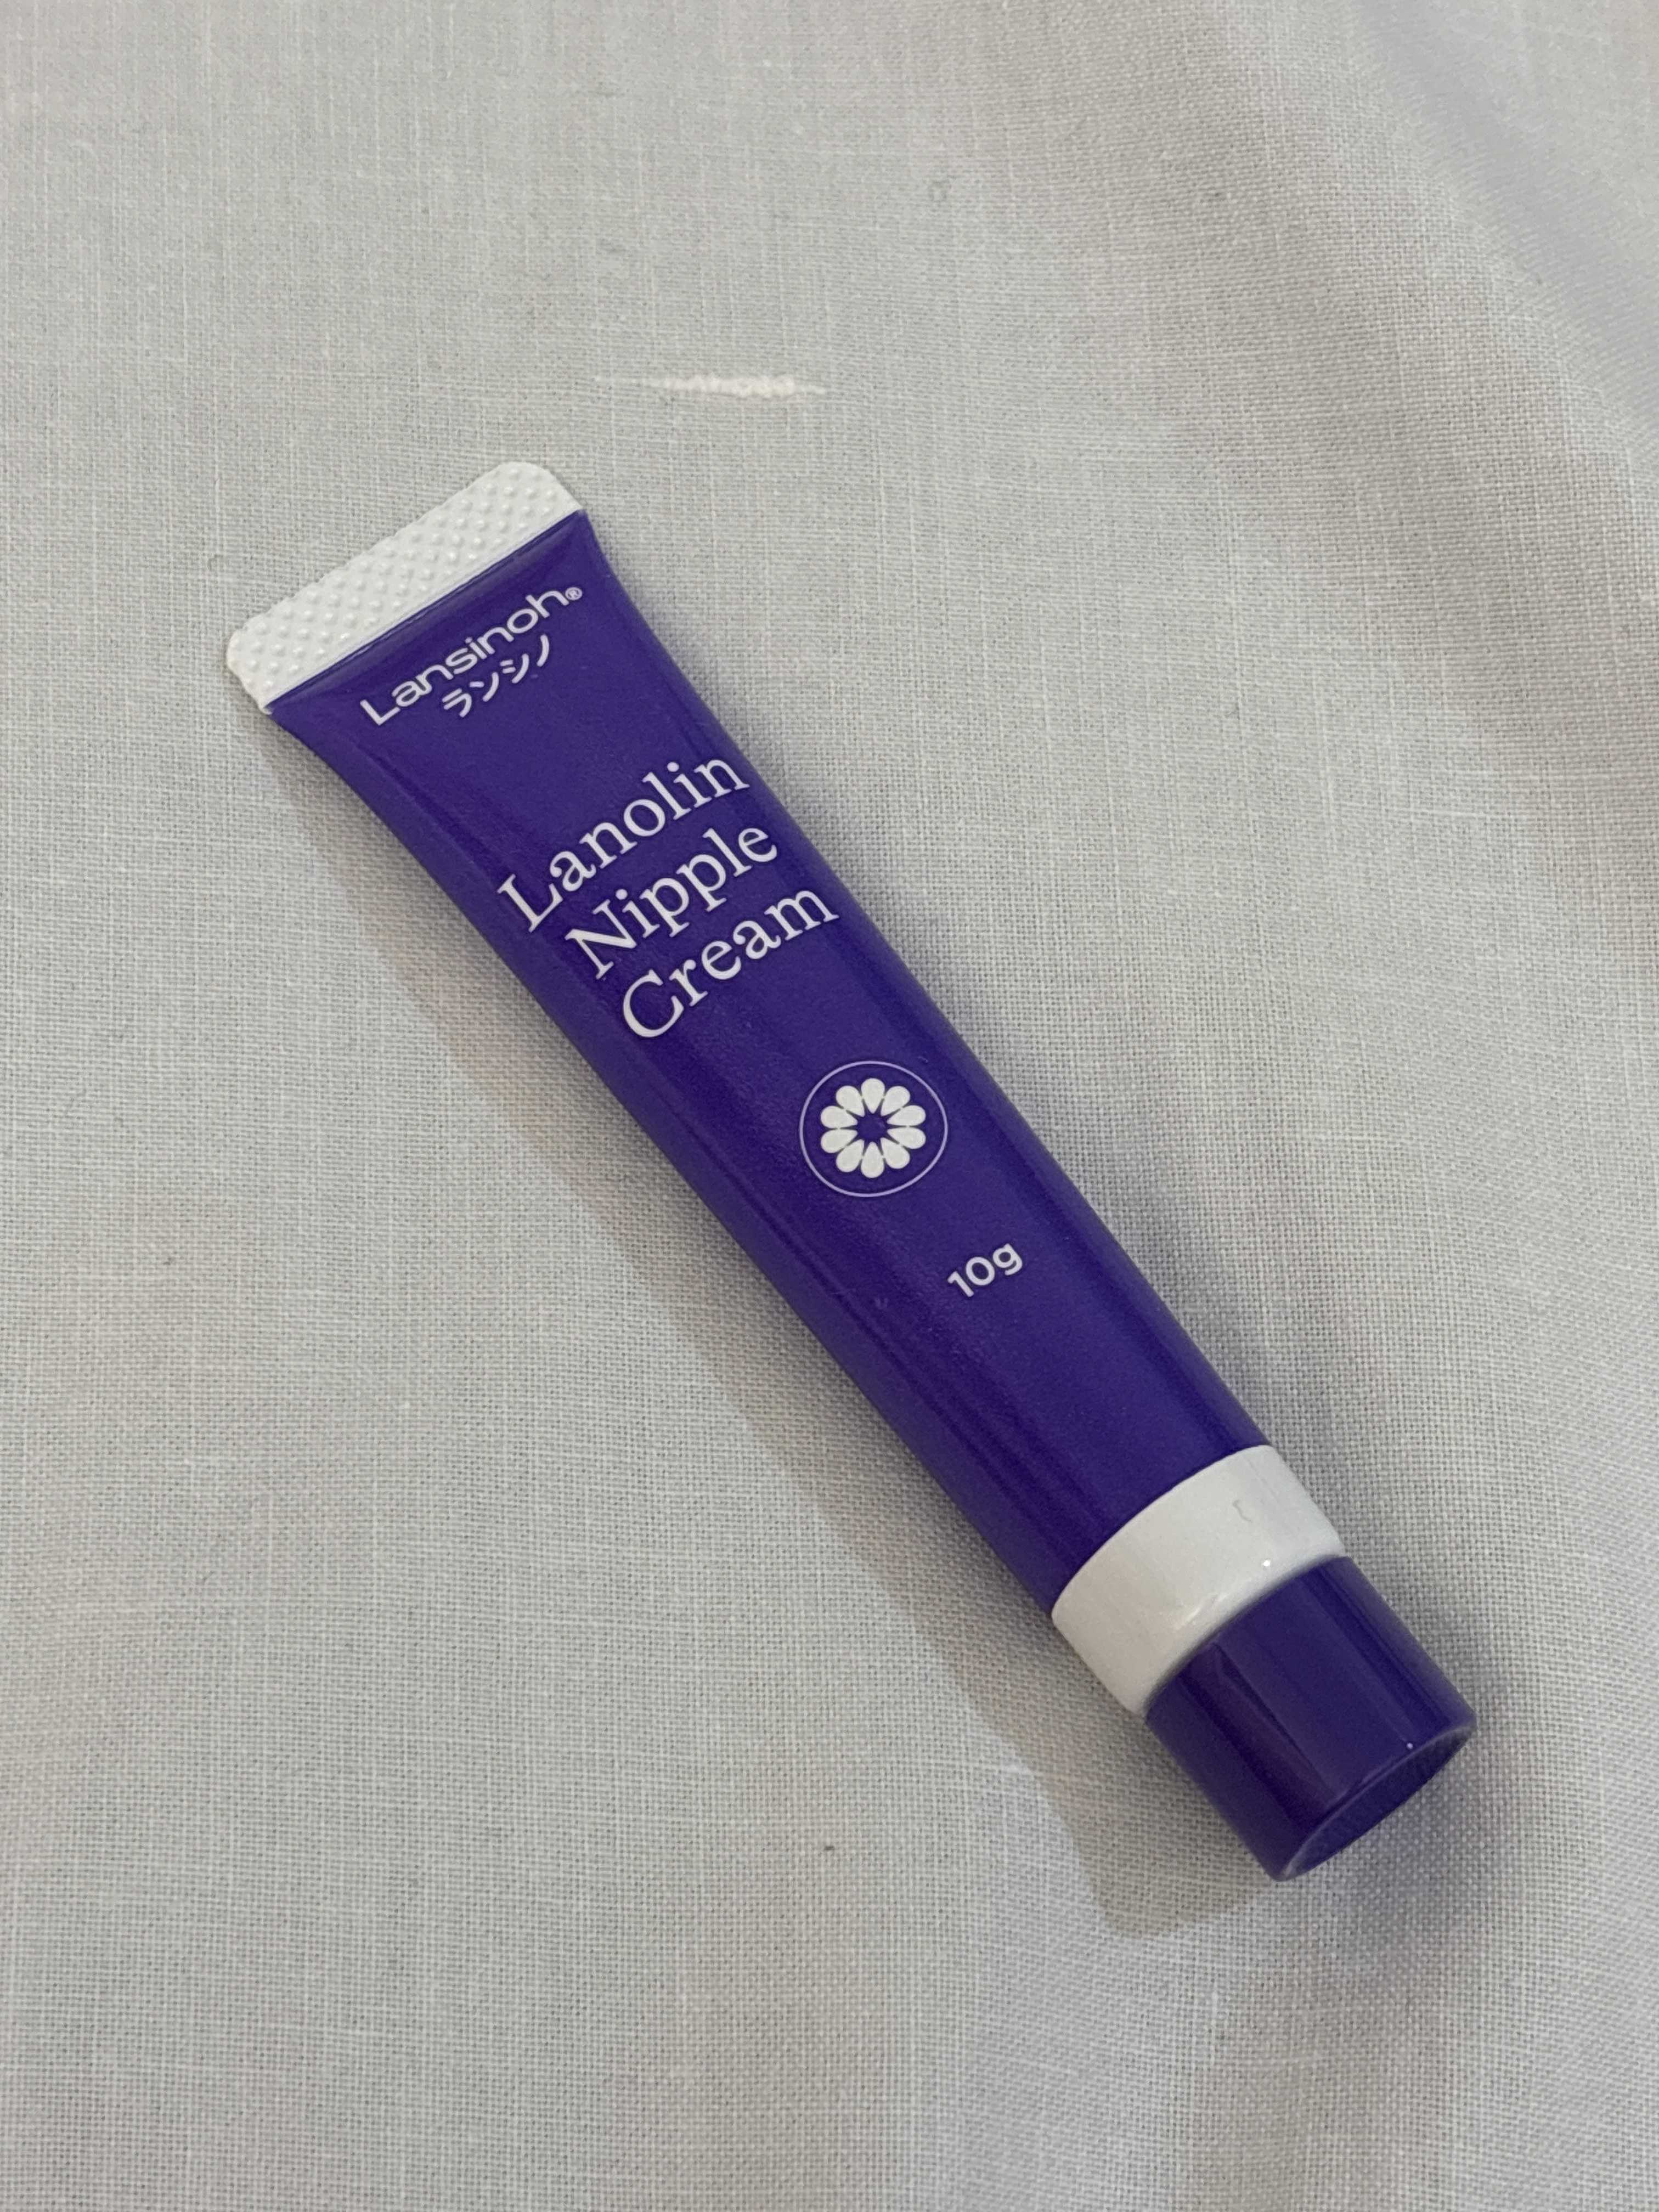 Lansinoh®
ランシノ
Lanolin
Nipple
Cream
10g